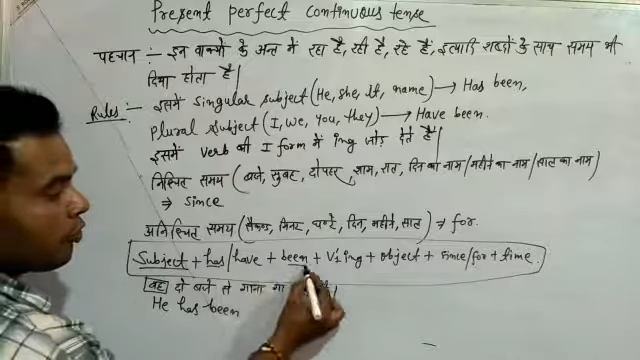 Present perfect continuous tense
पहचान :- इन वाक्यो के अन्त में रहा है, रही है, रहे हैं, इत्यादि शब्दों के साथ समय भी
दिया होता है|
Rules :- इसमें Singular subject (He, she, It, name) → Has been,
Plural subject (I, we, you, they) → Have been.
इसमें verb की I form में ing जोड़ देते हैं|
निश्चित समय (बजे, सुबह, दोपहर, शाम, रात, दिन का नाम/महीने का नाम/साल का नाम)
⇒ since
अनिश्चित समय (सैकण्ड, मिनट, घण्टे, दिन, महीने, साल) ⇒ for.
Subject + has/have + been + V₁ ing + object + since/for + time.
वह दो बजे से गाना गा
He has been